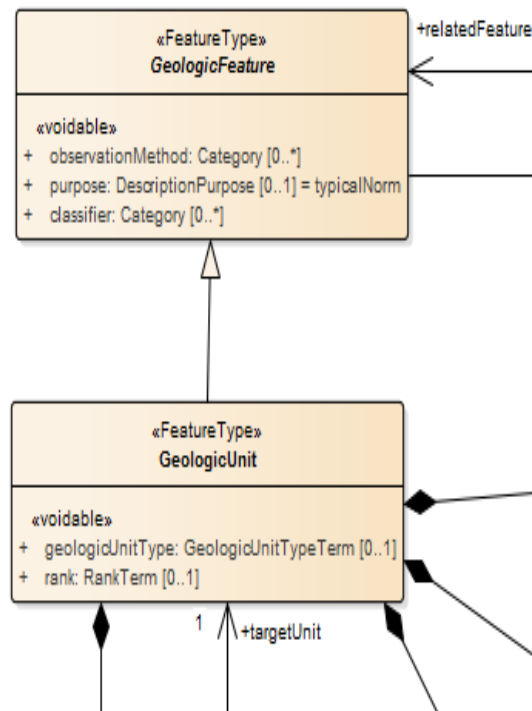 «FeatureType»
GeologicFeature
+relatedFeature
«voidable»
+ observationMethod: Category [0..*]
+ purpose: DescriptionPurpose [0..1] = typicalNorm
+ classifier: Category [0..*]
«FeatureType»
GeologicUnit
«voidable»
+ geologicUnitType: GeologicUnitTypeTerm [0..1]
+ rank: RankTerm [0..1]
1
+targetUnit